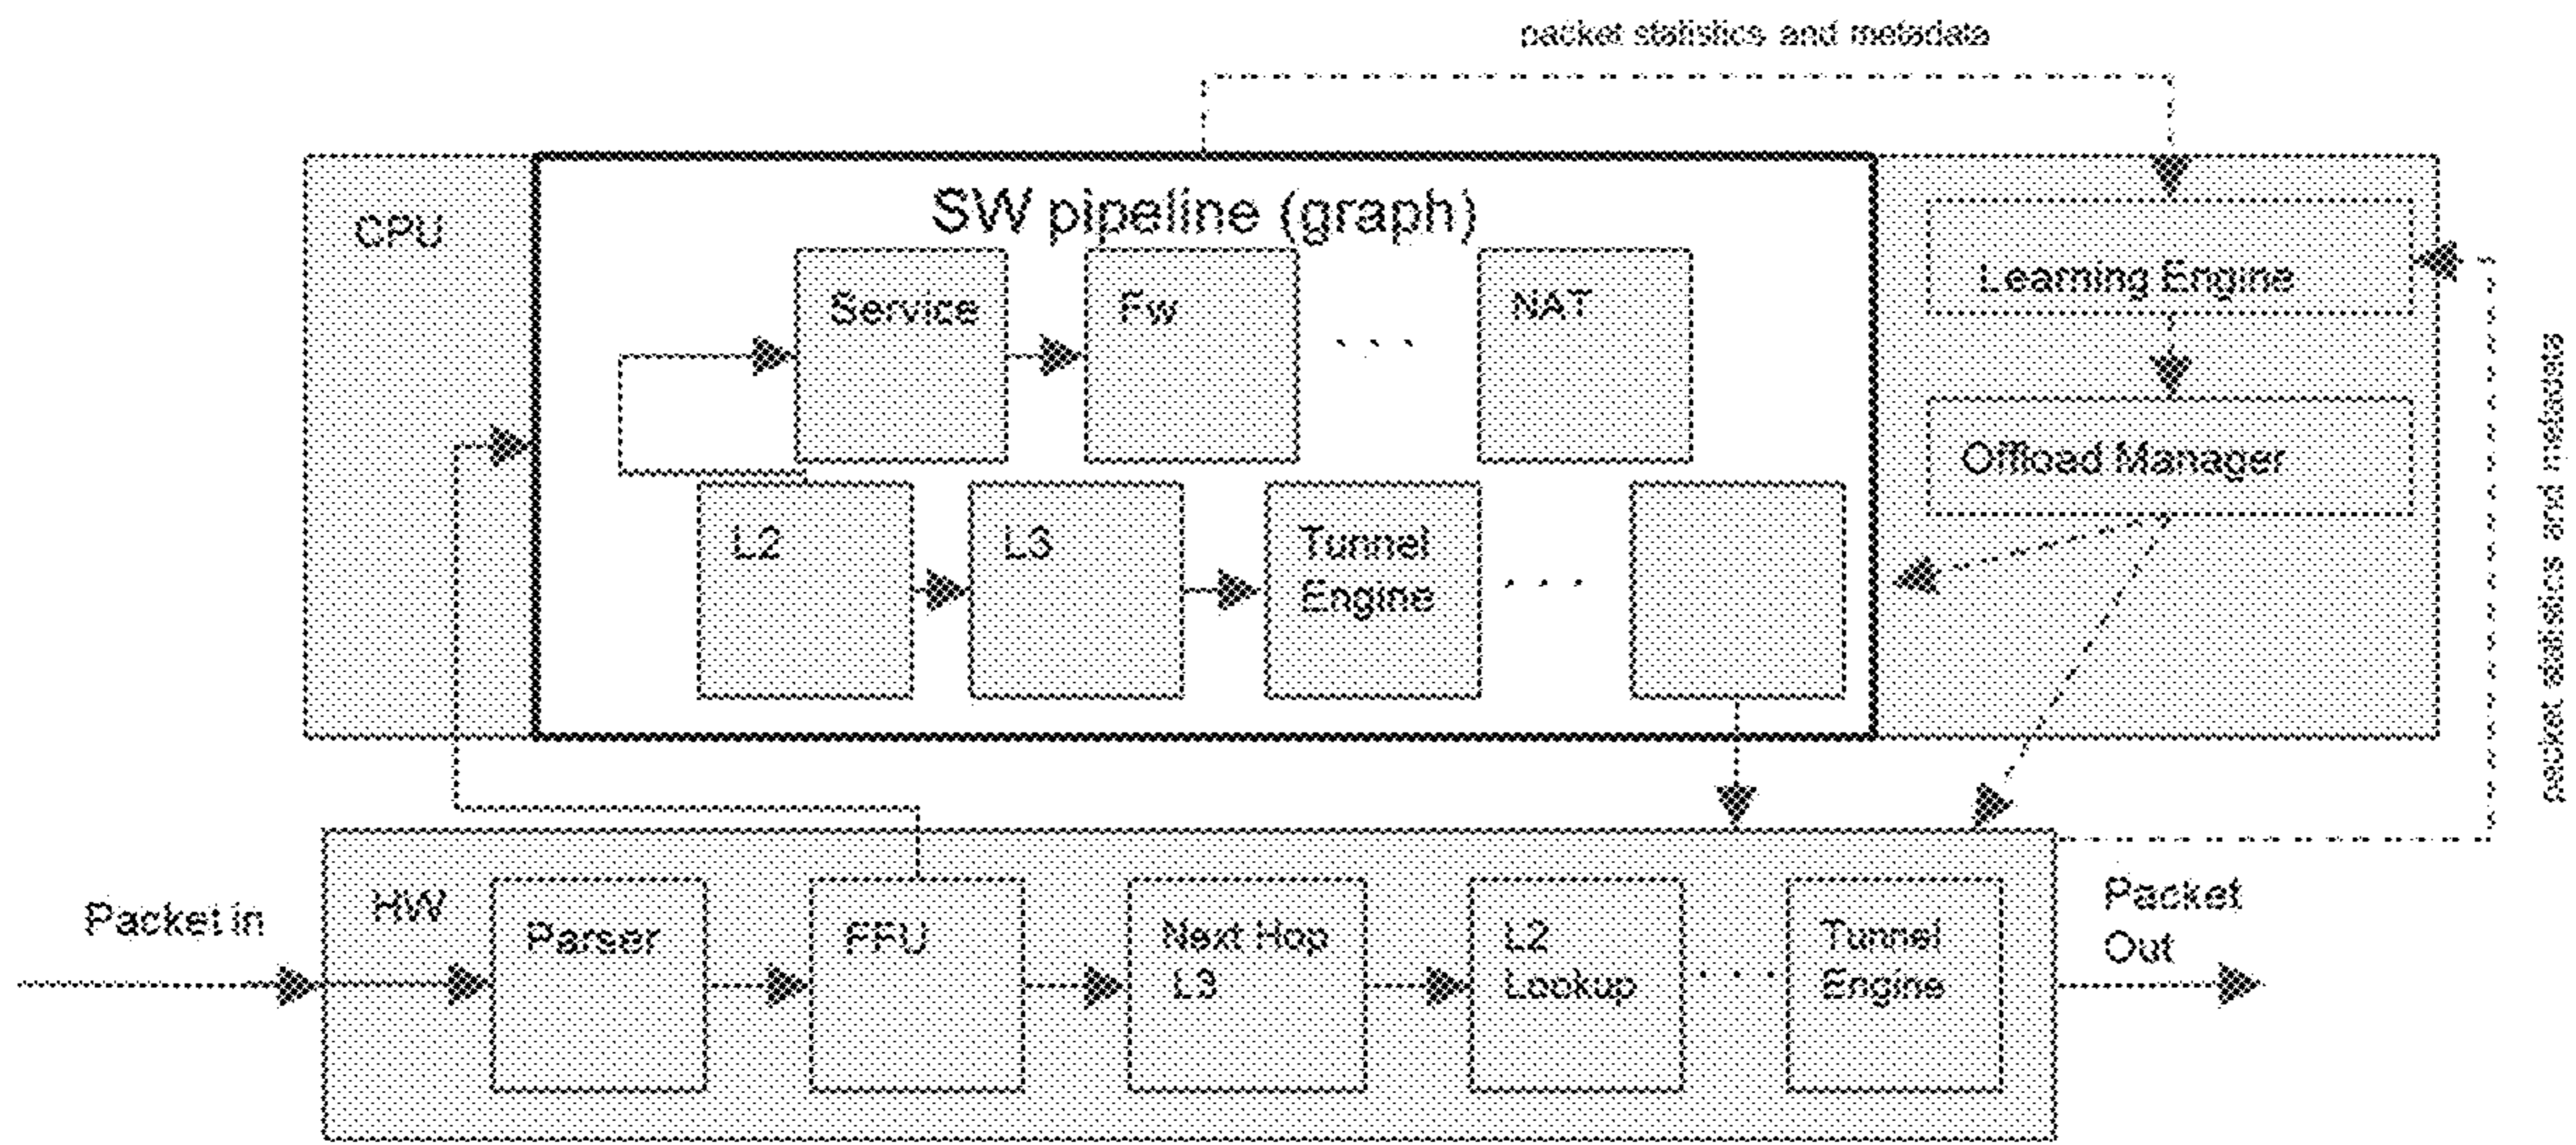 packet statistics and metadata
SW pipeline (graph)
CPU
Service
Fw
. . .
NAT
Learning Engine
Offload Manager
L2
L3
Tunnel
Engine
. . .
packet statistics and metadata
Packet in
HW
Parser
FFU
Next Hop
L3
L2
Lookup
. . .
Tunnel
Engine
Packet
Out